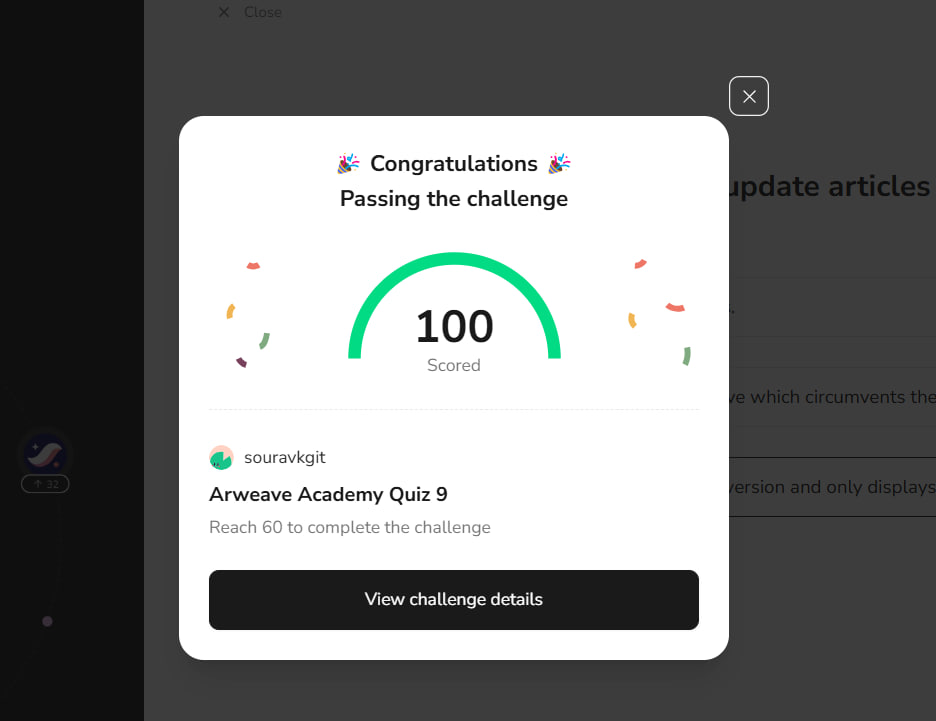 Close
🎉 Congratulations 🎉
Passing the challenge
update articles
100
Scored
which circumvents the
souravkgit
32
Arweave Academy Quiz 9
version and only displays
Reach 60 to complete the challenge
View challenge details